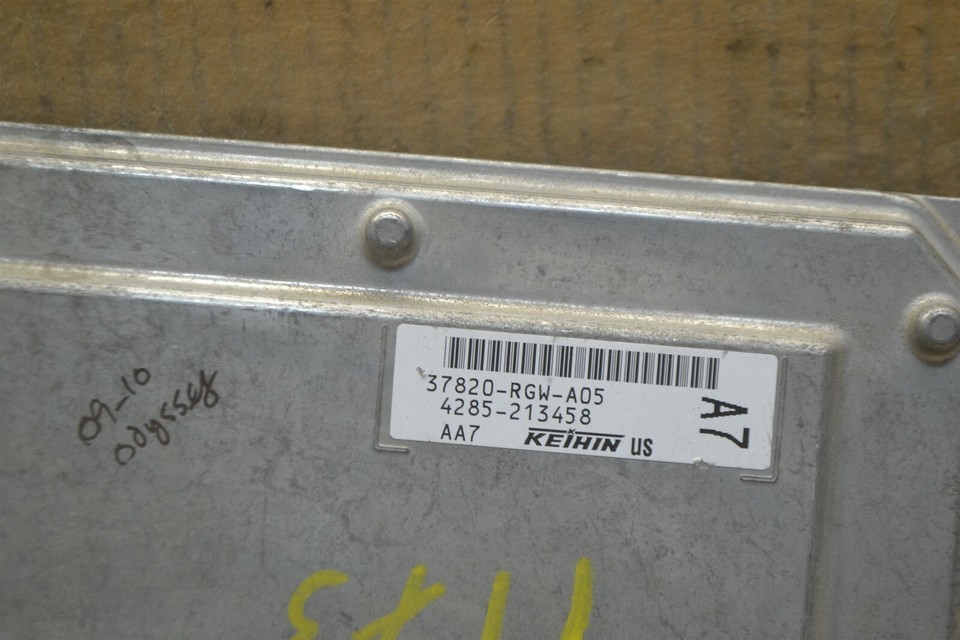 37820-RGW-A05
4285-213458
AA7 KEIHIN US
A7
09-10
odyssey